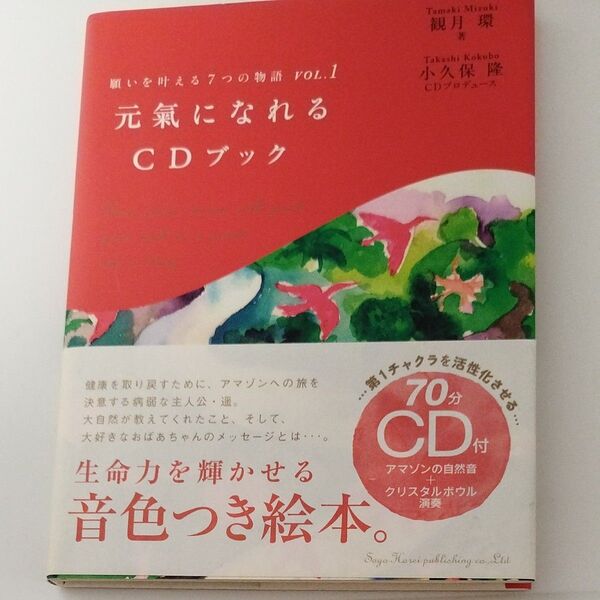 Tamaki Mizuki
観月 環
著
Takashi Kokubo
小久保 隆
CDプロデュース
願いを叶える7つの物語 VOL.1
元氣になれる
CDブック
健康を取り戻すために、アマゾンへの旅を
決意する病弱な主人公・遥。
大自然が教えてくれたこと、そして、
大好きなおばあちゃんのメッセージとは・・・。
生命力を輝かせる
音色つき絵本。
…第1チャクラを活性化させる…
70分
CD付
アマゾンの自然音
+
クリスタルボウル
演奏
Sogo-Horei publishing co., Ltd